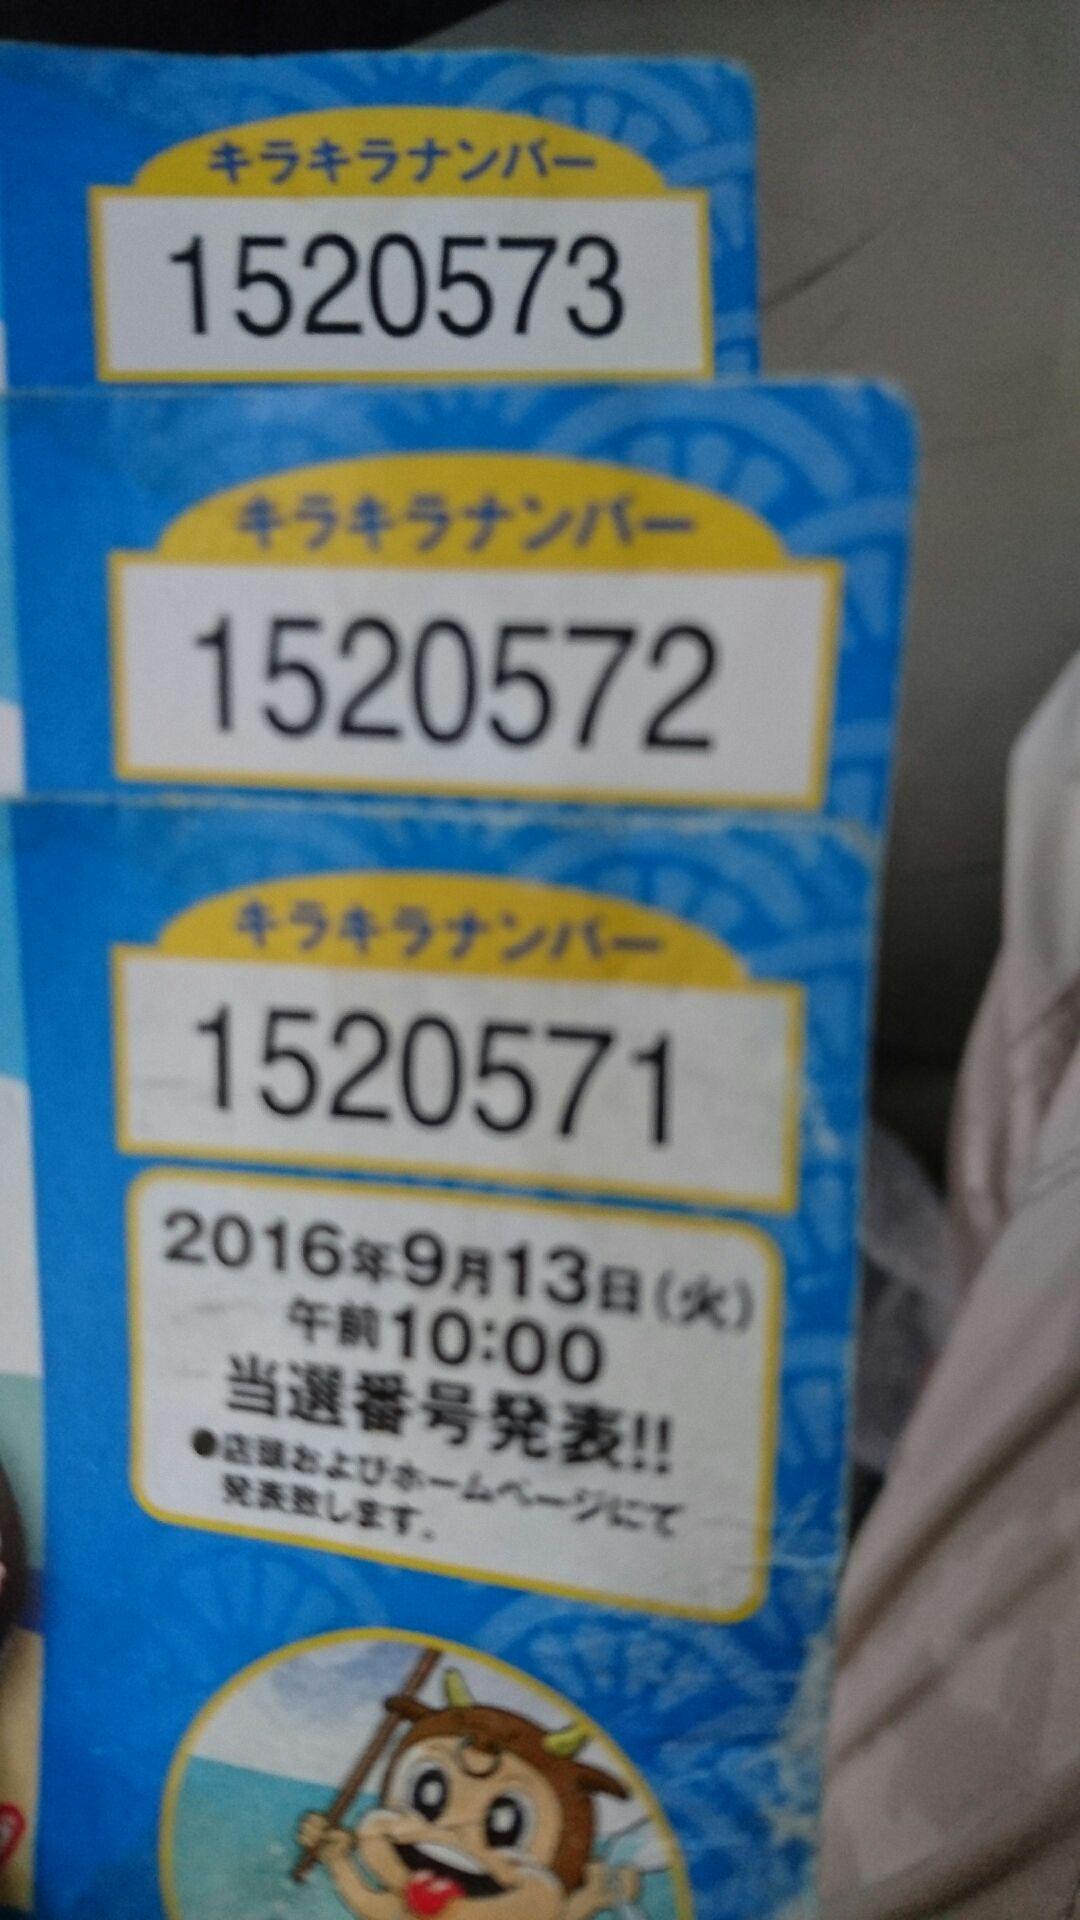 キラキラナンバー
1520573
キラキラナンバー
1520572
キラキラナンバー
1520571
2016年9月13日(火)
午前10:00
当選番号発表!!
●店頭およびホームページにて
発表致します。